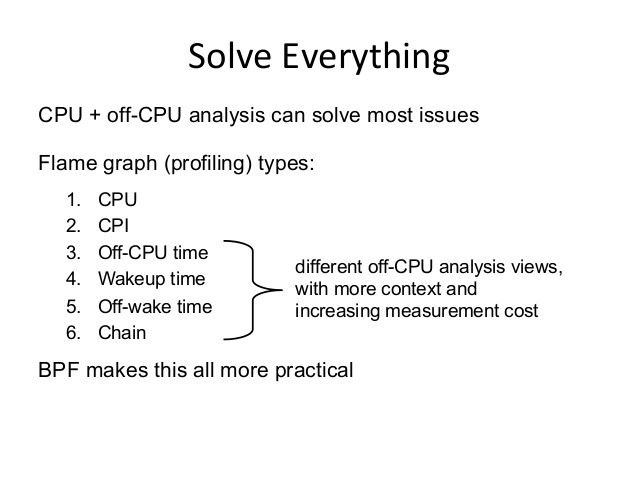 Solve Everything
CPU + off-CPU analysis can solve most issues
Flame graph (profiling) types:
1. CPU
2. CPI
3. Off-CPU time
4. Wakeup time
5. Off-wake time
6. Chain
different off-CPU analysis views,
with more context and
increasing measurement cost
BPF makes this all more practical